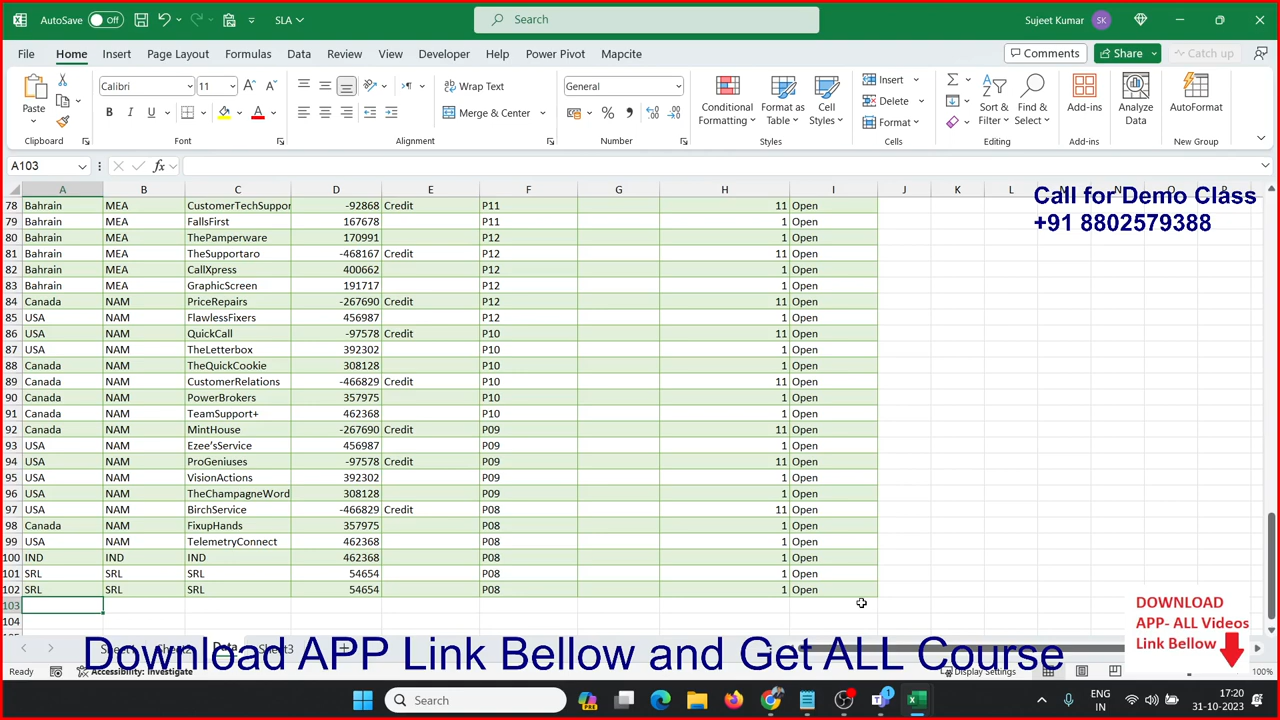 AutoSave Off SLA Search Sujeet Kumar SK
File Home Insert Page Layout Formulas Data Review View Developer Help Power Pivot Mapcite Comments Share Catch up
Paste Calibri 11 Wrap Text General Conditional Format as Cell Insert Sort & Find & Add-ins Analyze AutoFormat
B I U Merge & Center Formatting Table Styles Delete Filter Select Data
Format
Clipboard Font Alignment Number Styles Cells Editing Add-ins New Group
A103 fx
A B C D E F G H I J K L
Call for Demo Class
+91 8802579388
78 Bahrain MEA CustomerTechSuppor -92868 Credit P11 11 Open
79 Bahrain MEA FallsFirst 167678 P11 1 Open
80 Bahrain MEA ThePamperware 170991 P12 1 Open
81 Bahrain MEA TheSupportaro -468167 Credit P12 11 Open
82 Bahrain MEA CallXpress 400662 P12 1 Open
83 Bahrain MEA GraphicScreen 191717 P12 1 Open
84 Canada NAM PriceRepairs -267690 Credit P12 11 Open
85 USA NAM FlawlessFixers 456987 P12 1 Open
86 USA NAM QuickCall -97578 Credit P10 11 Open
87 USA NAM TheLetterbox 392302 P10 1 Open
88 Canada NAM TheQuickCookie 308128 P10 1 Open
89 Canada NAM CustomerRelations -466829 Credit P10 11 Open
90 Canada NAM PowerBrokers 357975 P10 1 Open
91 Canada NAM TeamSupport+ 462368 P10 1 Open
92 Canada NAM MintHouse -267690 Credit P09 11 Open
93 USA NAM Ezee'sService 456987 P09 1 Open
94 USA NAM ProGeniuses -97578 Credit P09 11 Open
95 USA NAM VisionActions 392302 P09 1 Open
96 USA NAM TheChampagneWord 308128 P09 1 Open
97 USA NAM BirchService -466829 Credit P08 11 Open
98 Canada NAM FixupHands 357975 P08 1 Open
99 USA NAM TelemetryConnect 462368 P08 1 Open
100 IND IND IND 462368 P08 1 Open
101 SRL SRL SRL 54654 P08 1 Open
102 SRL SRL SRL 54654 P08 1 Open
103
104
DOWNLOAD
APP- ALL Videos
Link Bellow
Sheet1 Sheet2 Data Sheet3
Download APP Link Bellow and Get ALL Course
Ready Accessibility: Investigate Display Settings 100%
Search PRE 1 ENG 17:20
IN 31-10-2023